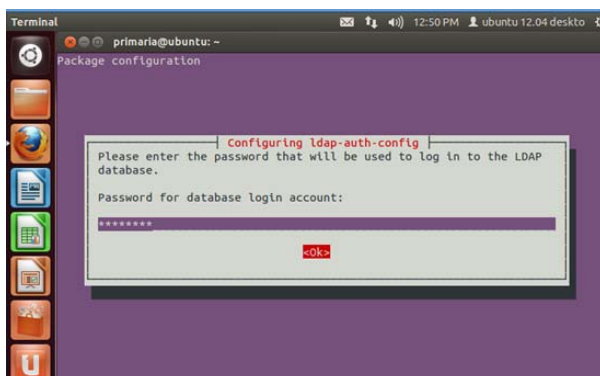 Terminal
12:50 PM
ubuntu 12.04 deskto
primaria@ubuntu: ~
Package configuration
Configuring ldap-auth-config
Please enter the password that will be used to log in to the LDAP
database.
Password for database login account:
********
<Ok>